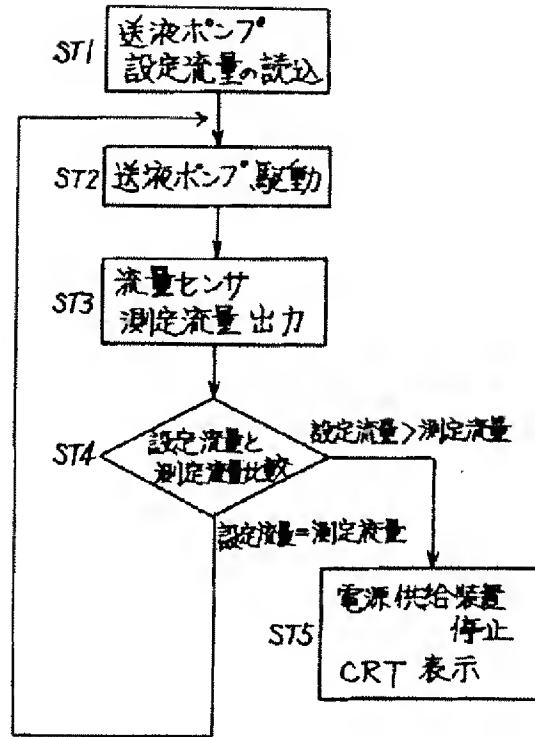 ST1
送液ポンプ
設定流量の読込
ST2
送液ポンプ駆動
ST3
流量センサ
測定流量出力
ST4
設定流量と
測定流量比較
設定流量>測定流量
設定流量=測定流量
ST5
電源供給装置
停止
CRT 表示